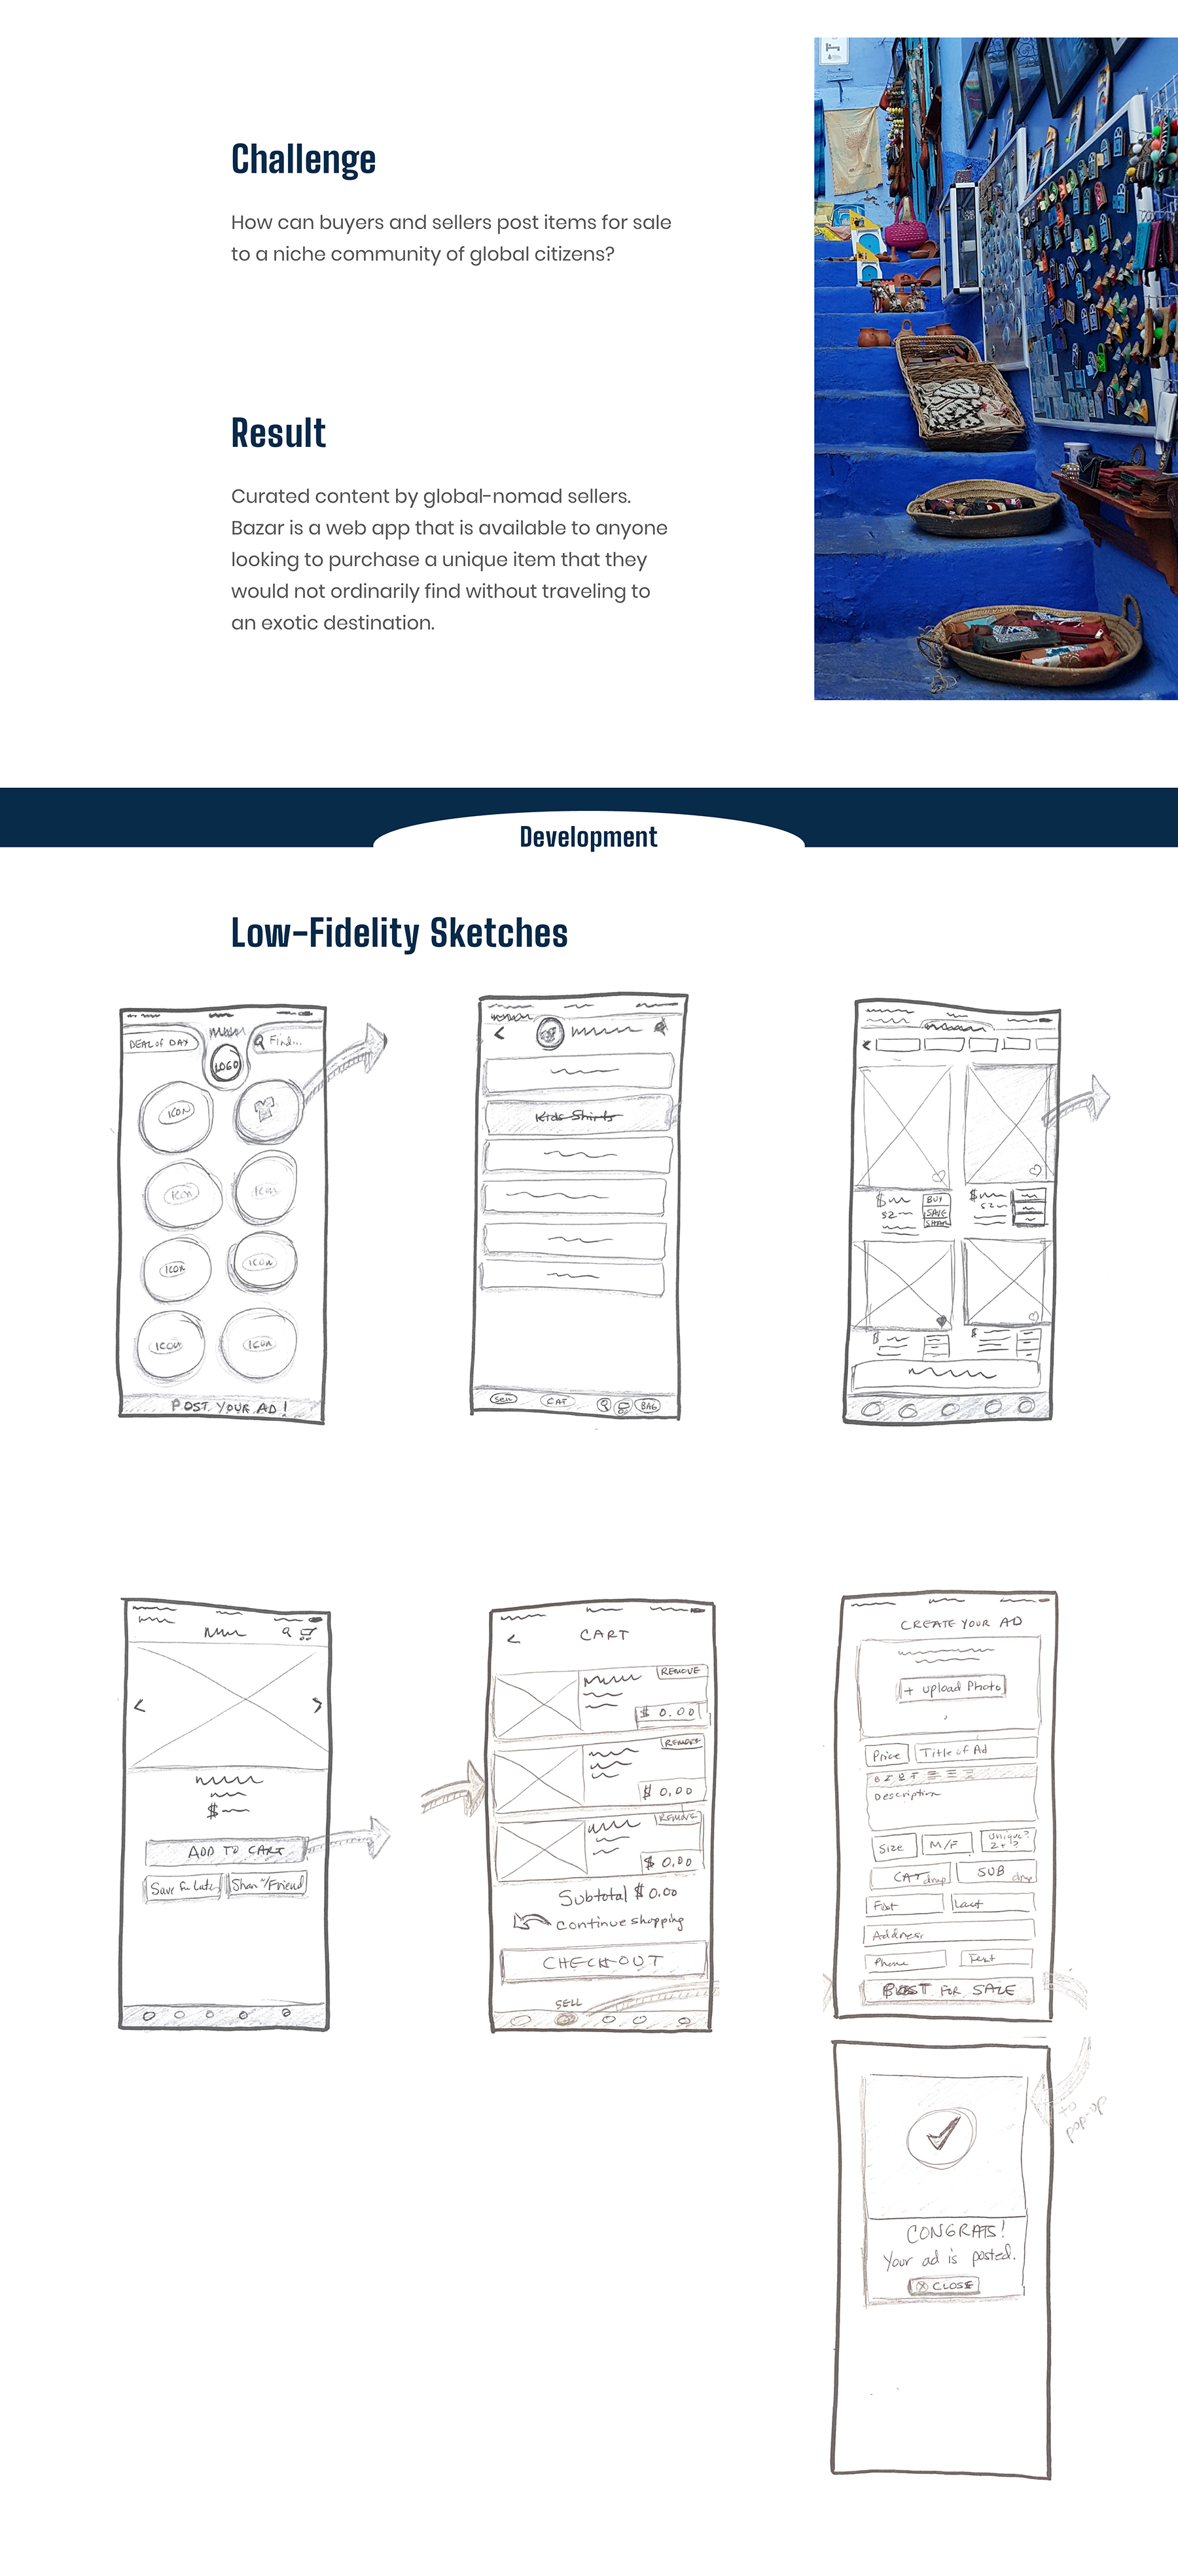 Challenge
How can buyers and sellers post items for sale
to a niche community of global citizens?
Result
Curated content by global-nomad sellers.
Bazar is a web app that is available to anyone
looking to purchase a unique item that they
would not ordinarily find without traveling to
an exotic destination.
Development
Low-Fidelity Sketches
DEAL of DAY
Find...
LOGO
ICON
ICON
ICON
ICON
ICON
ICON
ICON
POST YOUR AD!
Kids Shirts
Sell
CAT
BAG
BUY
SAVE
SHARE
ADD TO CART
Save for Later
Share w/Friend
CART
REMOVE
$ 0.00
REMOVE
$ 0.00
REMOVE
$ 0.00
Subtotal $ 0.00
continue shopping
CHECKOUT
SELL
CREATE YOUR AD
+ upload Photo
Price
Title of Ad
B I U T
Description
Size
M/F
Unique?
2+?
CAT drop
SUB drop
First
Last
Address
Phone
Text
POST FOR SALE
to
pop-up
CONGRATS!
Your ad is posted.
CLOSE